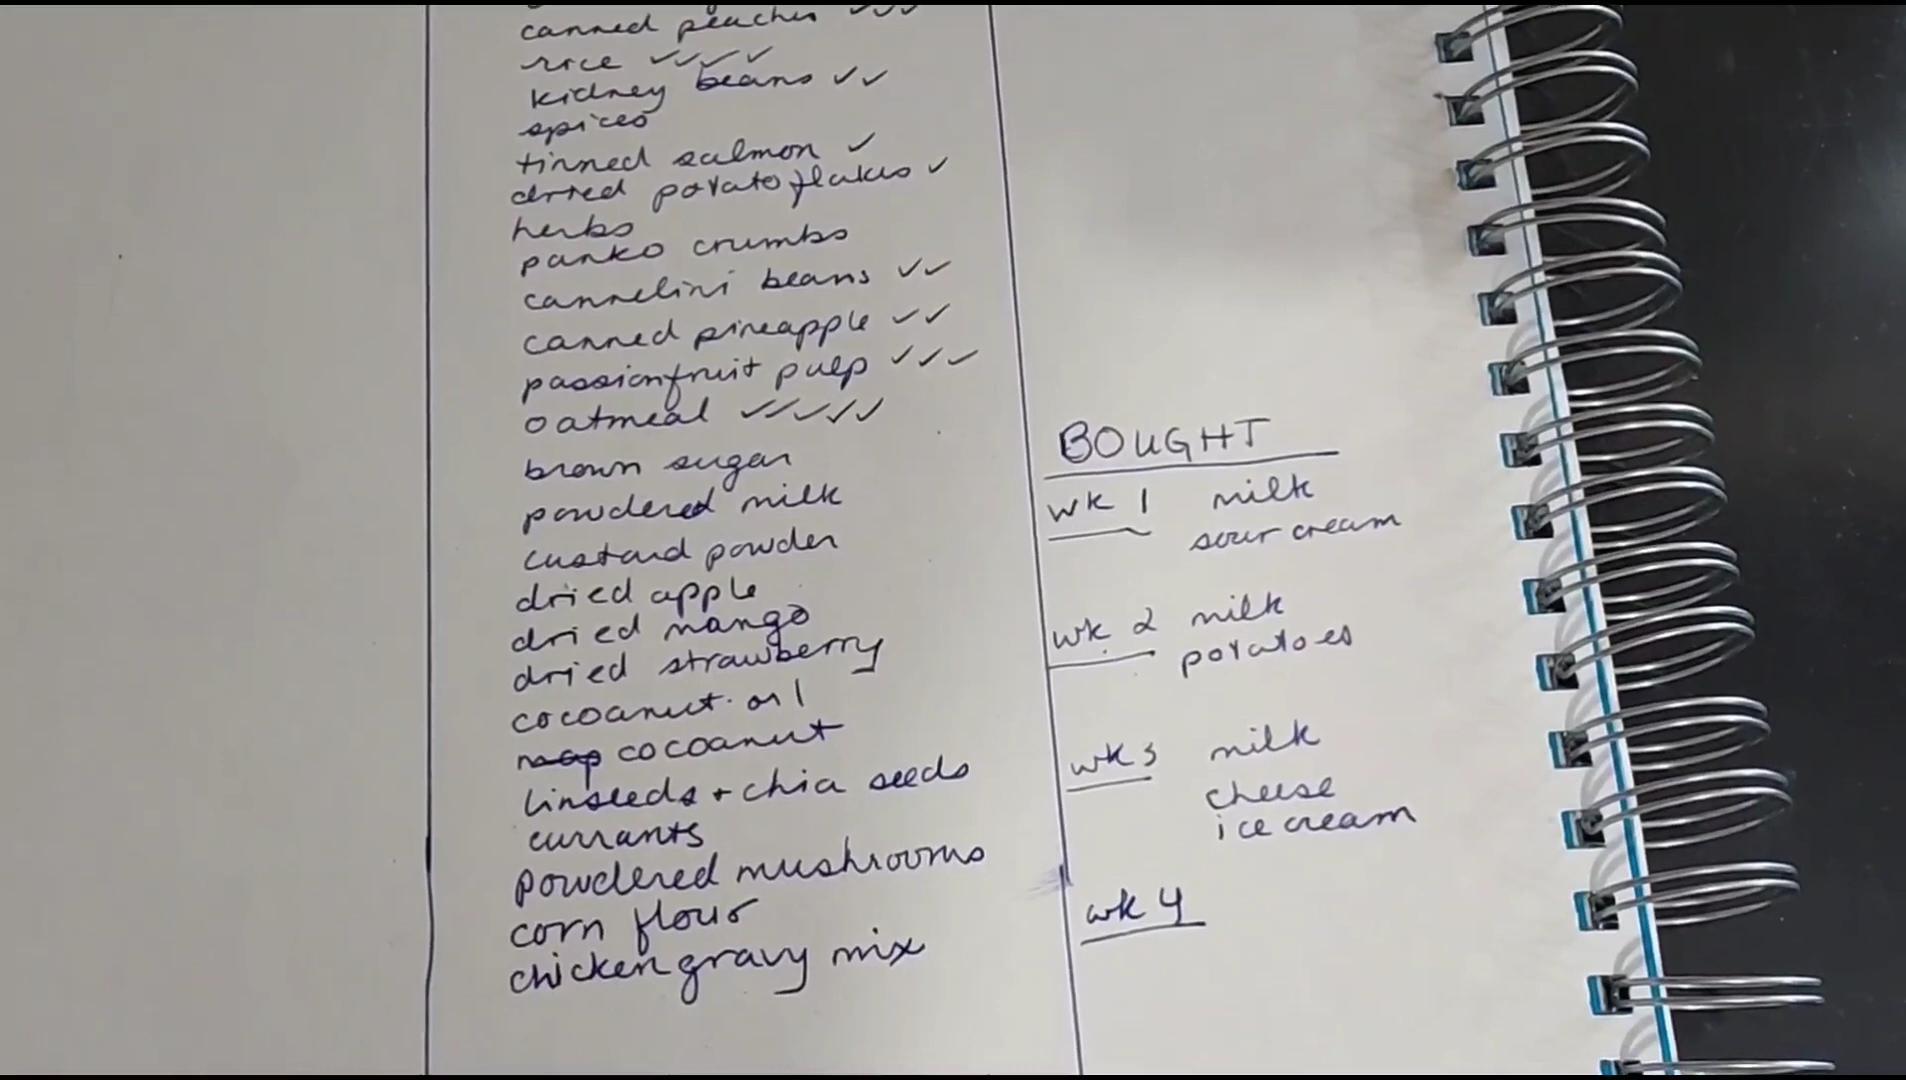 canned peaches ✓✓✓
rice ✓✓✓✓
kidney beans ✓✓
spices
tinned salmon ✓
dried potato flakes ✓
herbs
panko crumbs
cannelini beans ✓✓
canned pineapple ✓✓
passionfruit pulp ✓✓✓
oatmeal ✓✓✓✓✓
brown sugar
powdered milk
custard powder
dried apple
dried mango
dried strawberry
cocoanut oil
cocoanut
linseeds + chia seeds
currants
powdered mushrooms
corn flour
chicken gravy mix
BOUGHT
wk 1 milk
sour cream
wk 2 milk
potatoes
wk 3 milk
cheese
ice cream
wk 4